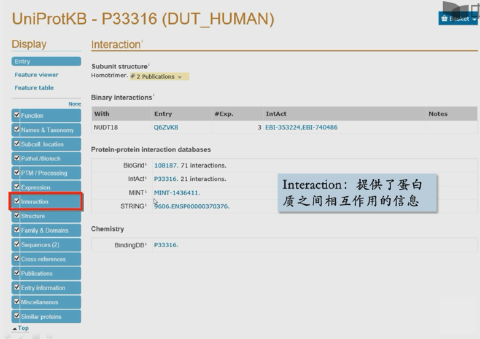 UniProtKB - P33316 (DUT_HUMAN)
Basket
Display
Interaction
Entry
Subunit structure
Feature viewer
Homotrimer. 2 Publications
Feature table
Binary interactions
None
With Entry #Exp. IntAct Notes
Function
NUDT18 Q6ZVK8 3 EBI-353224,EBI-740486
Names & Taxonomy
Subcell. location
Protein-protein interaction databases
Pathol./Biotech
BioGrid 108187. 71 interactions.
PTM / Processing
IntAct P33316. 21 interactions.
Expression
MINT MINT-1436411.
Interaction
STRING 9606.ENSP00000370376.
Interaction：提供了蛋白
质之间相互作用的信息
Structure
Family & Domains
Chemistry
Sequences (2)
BindingDB P33316.
Cross-references
Publications
Entry information
Miscellaneous
Similar proteins
Top